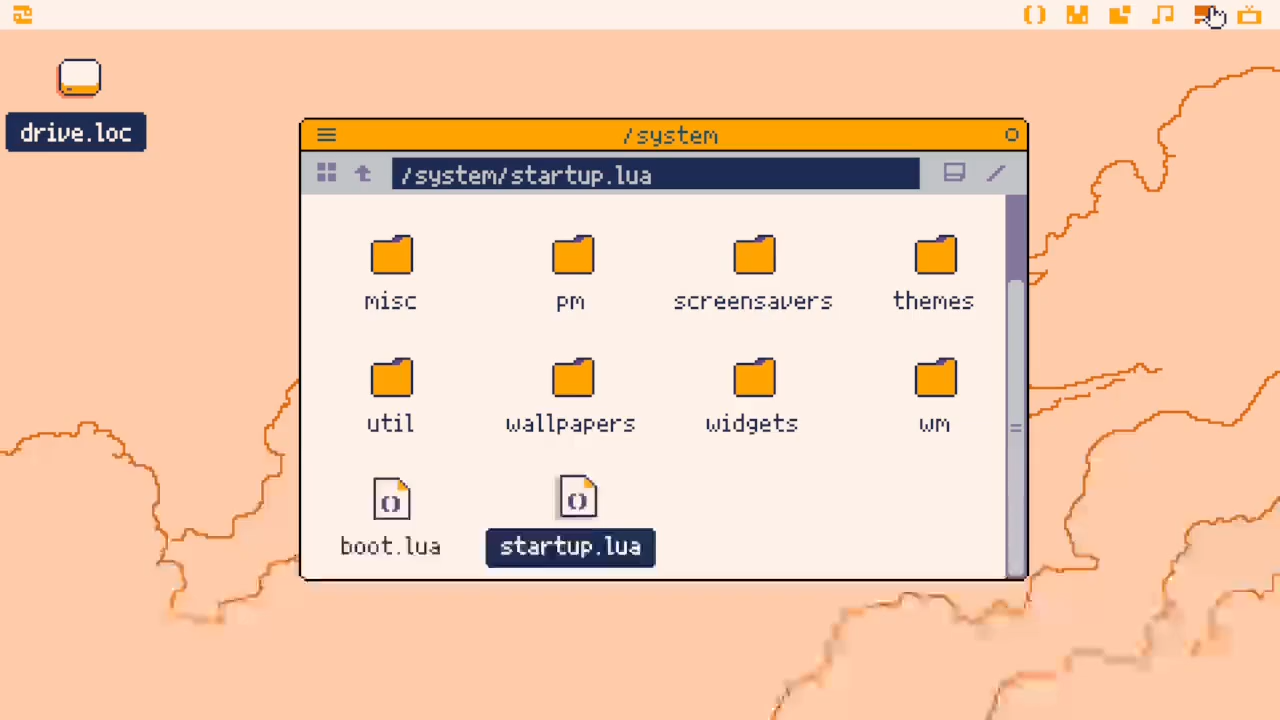 drive.loc
/system
/system/startup.lua
misc
pm
screensavers
themes
util
wallpapers
widgets
wm
boot.lua
startup.lua